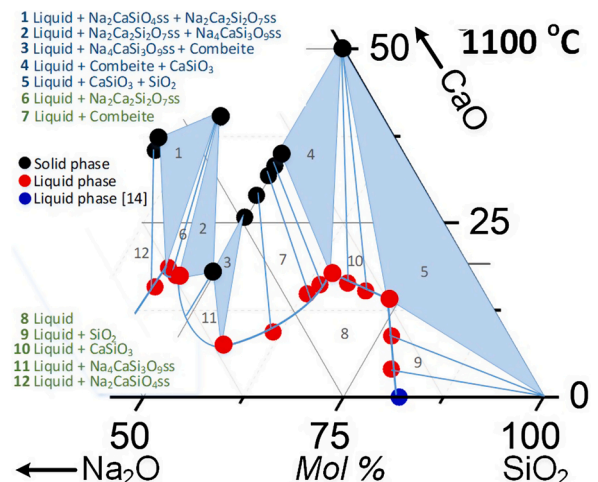 1 Liquid + Na₂CaSiO₄ss + Na₂Ca₂Si₂O₇ss
2 Liquid + Na₂Ca₂Si₂O₇ss + Na₄CaSi₃O₉ss
3 Liquid + Na₄CaSi₃O₉ss + Combeite
4 Liquid + Combeite + CaSiO₃
5 Liquid + CaSiO₃ + SiO₂
6 Liquid + Na₂Ca₂Si₂O₇ss
7 Liquid + Combeite
50
1100 °C
CaO
Solid phase
Liquid phase
Liquid phase [14]
1
4
25
12
6
2
3
7
10
5
11
8
9
8 Liquid
9 Liquid + SiO₂
10 Liquid + CaSiO₃
11 Liquid + Na₄CaSi₃O₉ss
12 Liquid + Na₂CaSiO₄ss
0
50
75
100
Na₂O
Mol %
SiO₂